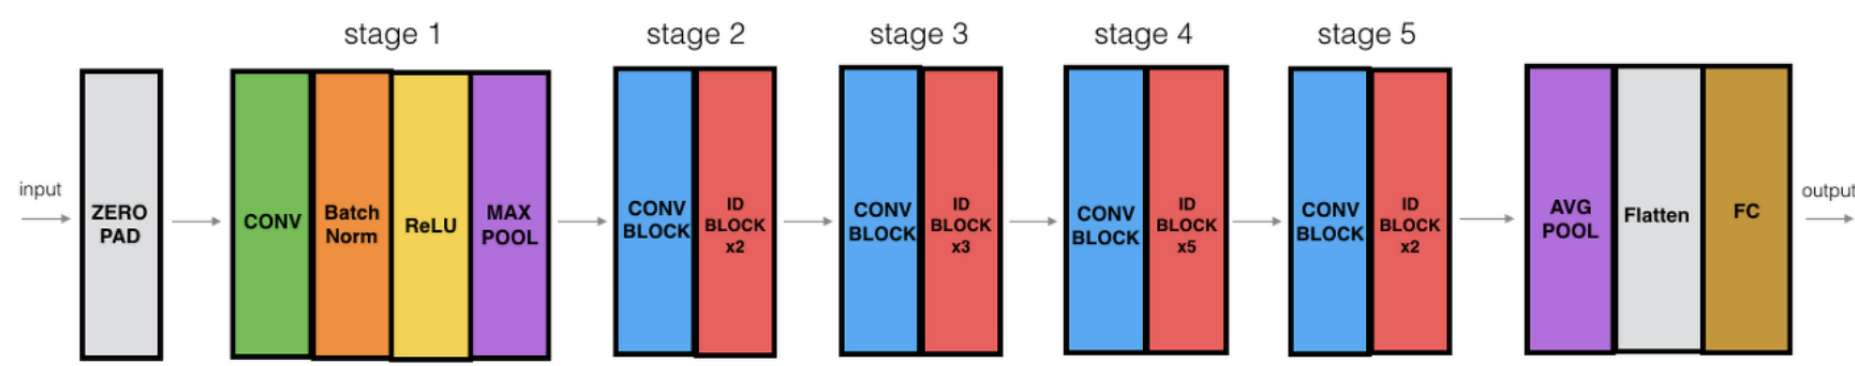 stage 1
stage 2
stage 3
stage 4
stage 5
input
ZERO
PAD
CONV
Batch
Norm
ReLU
MAX
POOL
CONV
BLOCK
ID
BLOCK
x2
CONV
BLOCK
ID
BLOCK
x3
CONV
BLOCK
ID
BLOCK
x5
CONV
BLOCK
ID
BLOCK
x2
AVG
POOL
Flatten
FC
output